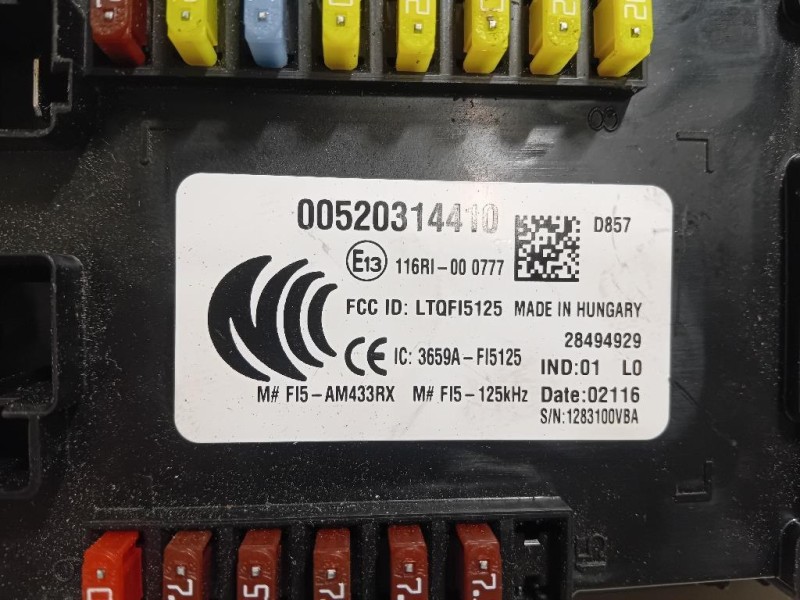 00520314410
D857
E13 116RI-00 0777
FCC ID: LTQFI5125 MADE IN HUNGARY
28494929
CE IC: 3659A-FI5125
IND:01 L0
M# FI5-AM433RX M# FI5-125kHz Date:02116
S/N:1283100VBA